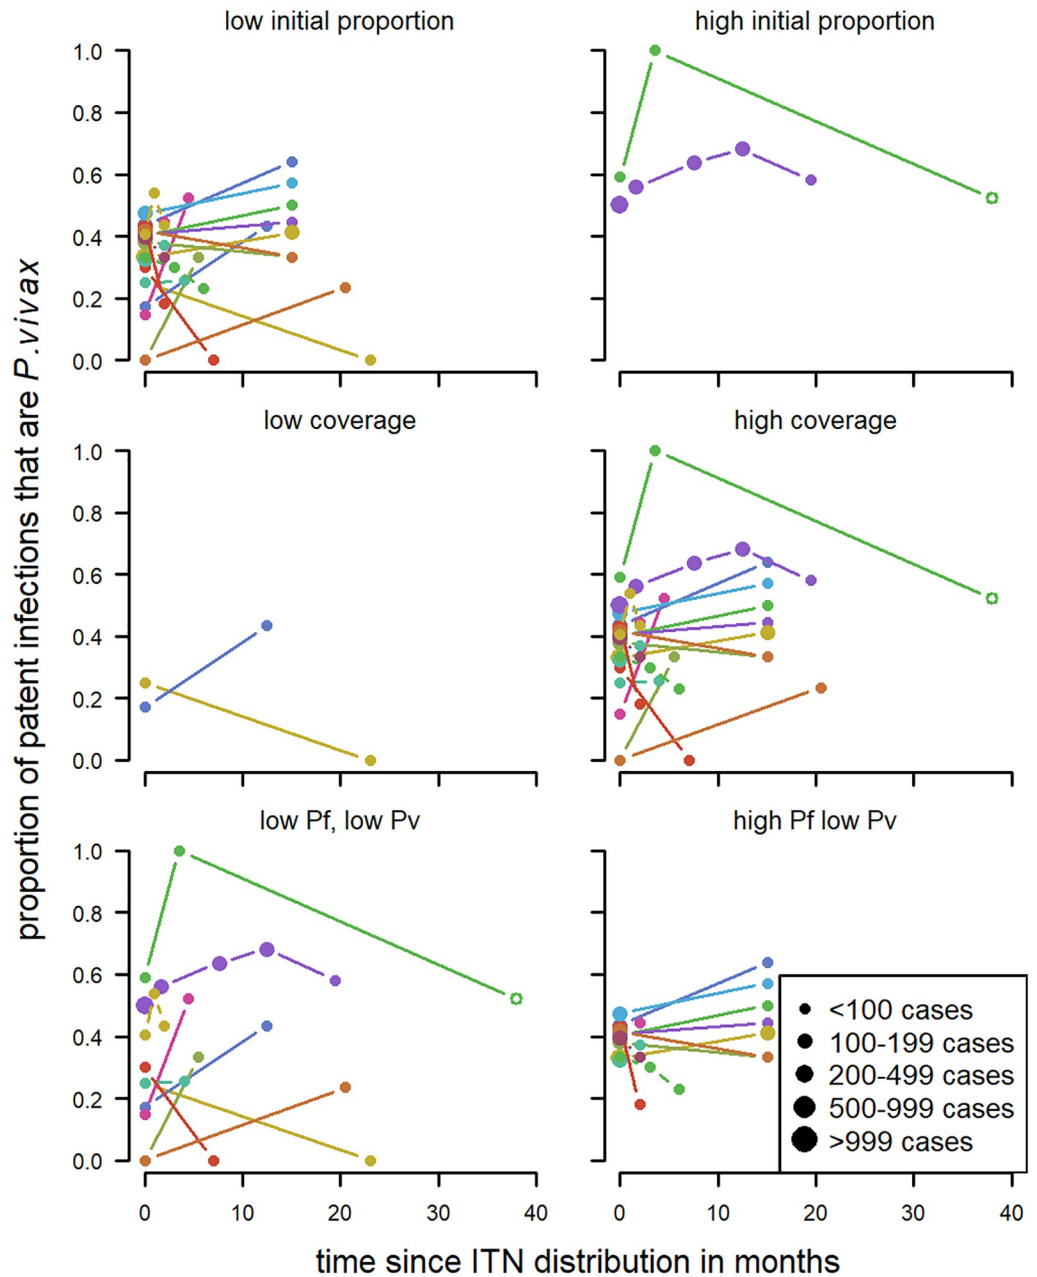 low initial proportion
high initial proportion
1.0
0.8
0.6
0.4
0.2
0.0
low coverage
high coverage
1.0
0.8
0.6
0.4
0.2
0.0
low Pf, low Pv
high Pf low Pv
1.0
0.8
0.6
0.4
0.2
0.0
<100 cases
100-199 cases
200-499 cases
500-999 cases
>999 cases
0 10 20 30 40
0 10 20 30 40
time since ITN distribution in months
proportion of patent infections that are P.vivax